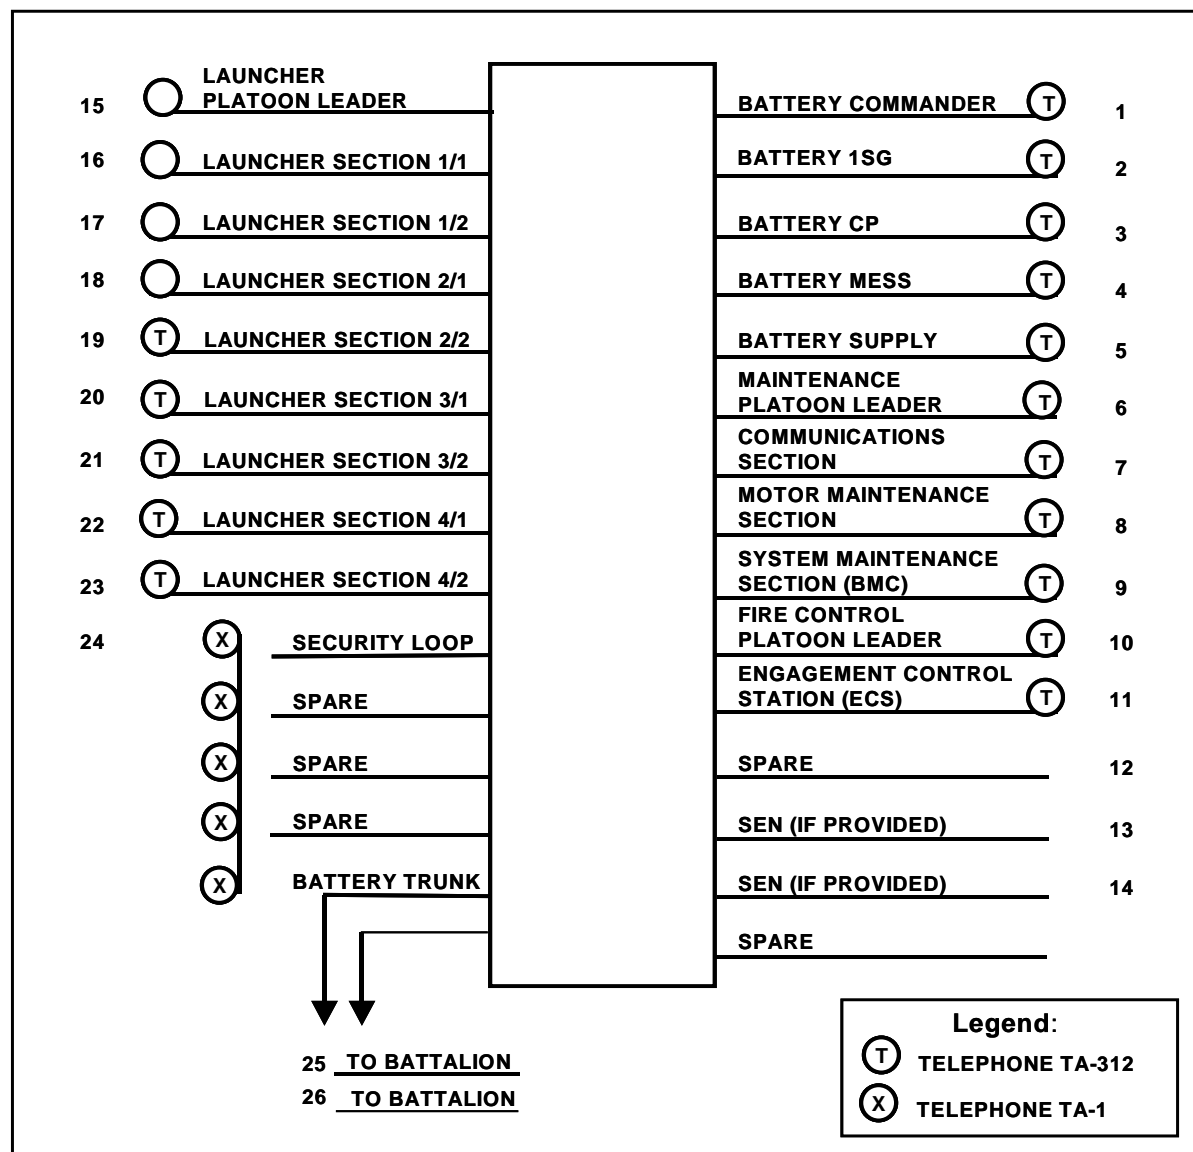 15 LAUNCHER
PLATOON LEADER
16 LAUNCHER SECTION 1/1
17 LAUNCHER SECTION 1/2
18 LAUNCHER SECTION 2/1
19 T LAUNCHER SECTION 2/2
20 T LAUNCHER SECTION 3/1
21 T LAUNCHER SECTION 3/2
22 T LAUNCHER SECTION 4/1
23 T LAUNCHER SECTION 4/2
24 X SECURITY LOOP
X SPARE
X SPARE
X SPARE
X BATTERY TRUNK
25 TO BATTALION
26 TO BATTALION
BATTERY COMMANDER T 1
BATTERY 1SG T 2
BATTERY CP T 3
BATTERY MESS T 4
BATTERY SUPPLY T 5
MAINTENANCE
PLATOON LEADER T 6
COMMUNICATIONS
SECTION T 7
MOTOR MAINTENANCE
SECTION T 8
SYSTEM MAINTENANCE
SECTION (BMC) T 9
FIRE CONTROL
PLATOON LEADER T 10
ENGAGEMENT CONTROL
STATION (ECS) T 11
SPARE 12
SEN (IF PROVIDED) 13
SEN (IF PROVIDED) 14
SPARE
Legend:
T TELEPHONE TA-312
X TELEPHONE TA-1